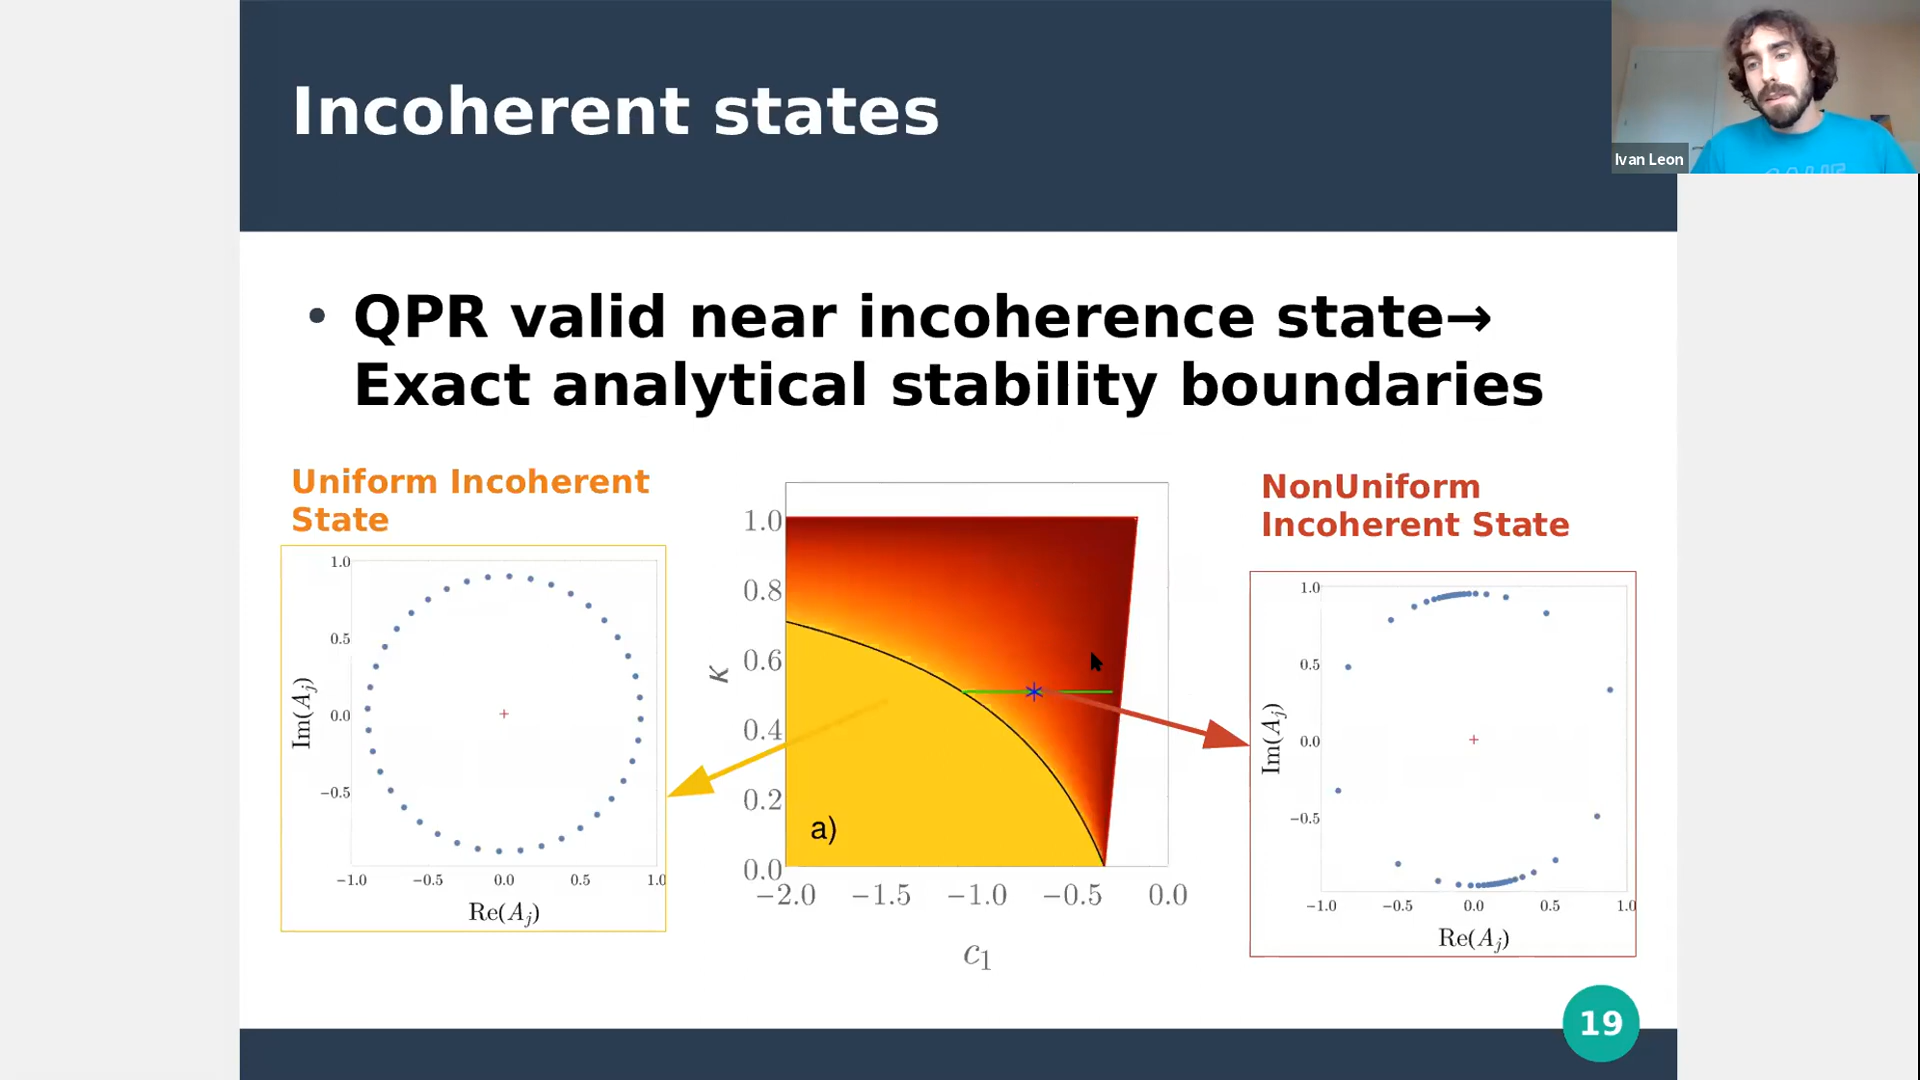 Incoherent states
Ivan Leon
• QPR valid near incoherence state→
Exact analytical stability boundaries
Uniform Incoherent
State
1.0
0.5
0.0
−0.5
−1.0
−0.5
0.0
0.5
1.0
Im(A_j)
Re(A_j)
1.0
0.8
0.6
0.4
0.2
0.0
κ
a)
−2.0
−1.5
−1.0
−0.5
0.0
c_1
NonUniform
Incoherent State
1.0
0.5
0.0
−0.5
−1.0
−0.5
0.0
0.5
1.0
Im(A_j)
Re(A_j)
19